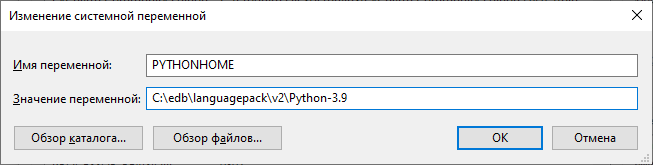 Изменение системной переменной
Имя переменной: PYTHONHOME
Значение переменной: C:\edb\languagepack\v2\Python-3.9
Обзор каталога... Обзор файлов... ОК Отмена